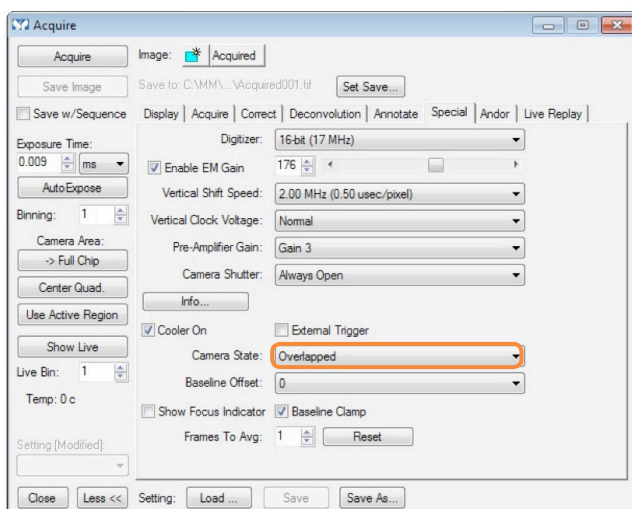 Acquire
Acquire
Image: Acquired
Save Image
Save to: C:\MM\...\Acquired001.tif
Set Save...
Save w/Sequence
Display Acquire Correct Deconvolution Annotate Special Andor Live Replay
Exposure Time:
0.009 ms
AutoExpose
Binning: 1
Camera Area:
-> Full Chip
Center Quad.
Use Active Region
Show Live
Live Bin: 1
Temp: 0 c
Setting [Modified]:
Digitizer: 16-bit (17 MHz)
Enable EM Gain 176
Vertical Shift Speed: 2.00 MHz (0.50 usec/pixel)
Vertical Clock Voltage: Normal
Pre-Amplifier Gain: Gain 3
Camera Shutter: Always Open
Info...
Cooler On External Trigger
Camera State: Overlapped
Baseline Offset: 0
Show Focus Indicator Baseline Clamp
Frames To Avg: 1 Reset
Close Less << Setting: Load ... Save Save As...